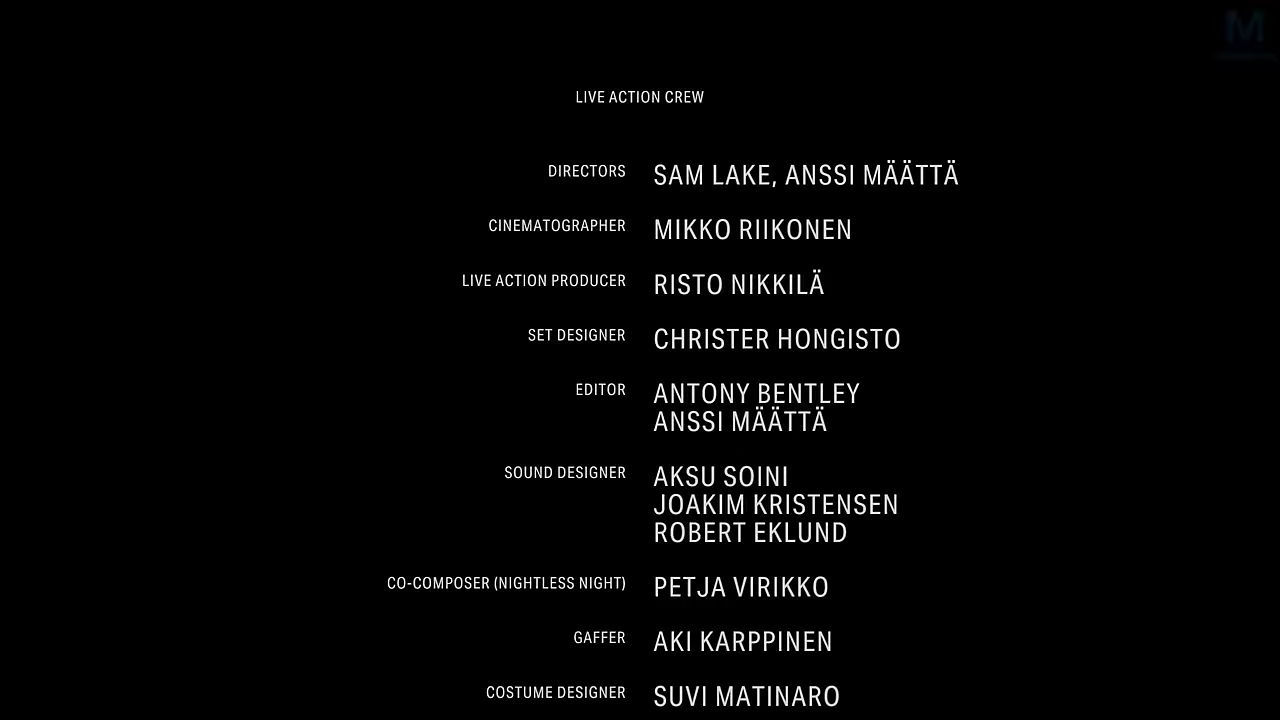 M
LIVE ACTION CREW
DIRECTORS SAM LAKE, ANSSI MÄÄTTÄ
CINEMATOGRAPHER MIKKO RIIKONEN
LIVE ACTION PRODUCER RISTO NIKKILÄ
SET DESIGNER CHRISTER HONGISTO
EDITOR ANTONY BENTLEY
ANSSI MÄÄTTÄ
SOUND DESIGNER AKSU SOINI
JOAKIM KRISTENSEN
ROBERT EKLUND
CO-COMPOSER (NIGHTLESS NIGHT) PETJA VIRIKKO
GAFFER AKI KARPPINEN
COSTUME DESIGNER SUVI MATINARO